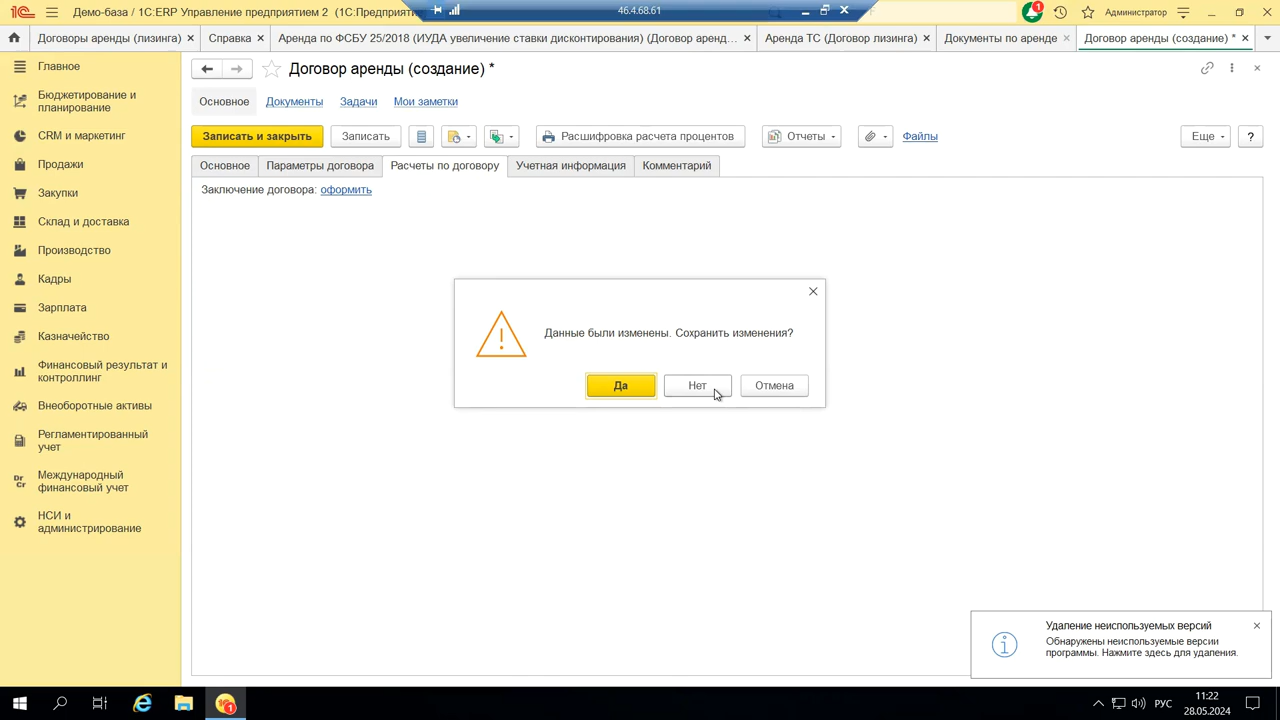 Демо-база / 1С:ERP Управление предприятием 2 (1С:Предприятие
46.4.68.61
1
Администратор
Договоры аренды (лизинга)
Справка
Аренда по ФСБУ 25/2018 (ИУДА увеличение ставки дисконтирования) (Договор аренд...
Аренда ТС (Договор лизинга)
Документы по аренде
Договор аренды (создание) *
Главное
Бюджетирование и
планирование
CRM и маркетинг
Продажи
Закупки
Склад и доставка
Производство
Кадры
Зарплата
Казначейство
Финансовый результат и
контроллинг
Внеоборотные активы
Регламентированный
учет
Международный
финансовый учет
НСИ и
администрирование
Договор аренды (создание) *
Основное Документы Задачи Мои заметки
Записать и закрыть Записать Расшифровка расчета процентов Отчеты Файлы Еще ?
Основное Параметры договора Расчеты по договору Учетная информация Комментарий
Заключение договора: оформить
Данные были изменены. Сохранить изменения?
Да Нет Отмена
Удаление неиспользуемых версий
Обнаружены неиспользуемые версии
программы. Нажмите здесь для удаления.
1
РУС
11:22
28.05.2024